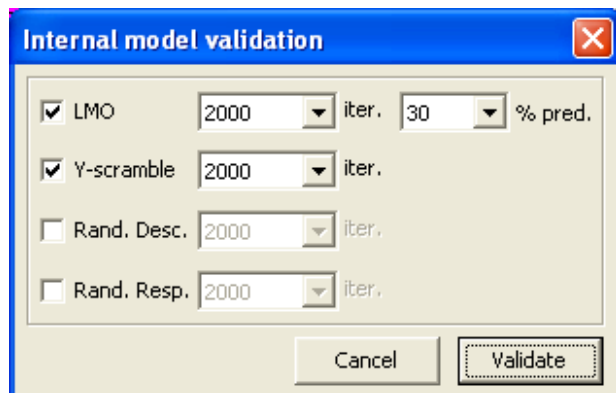 Internal model validation
LMO 2000 iter. 30 % pred.
Y-scramble 2000 iter.
Rand. Desc. 2000 iter.
Rand. Resp. 2000 iter.
Cancel Validate